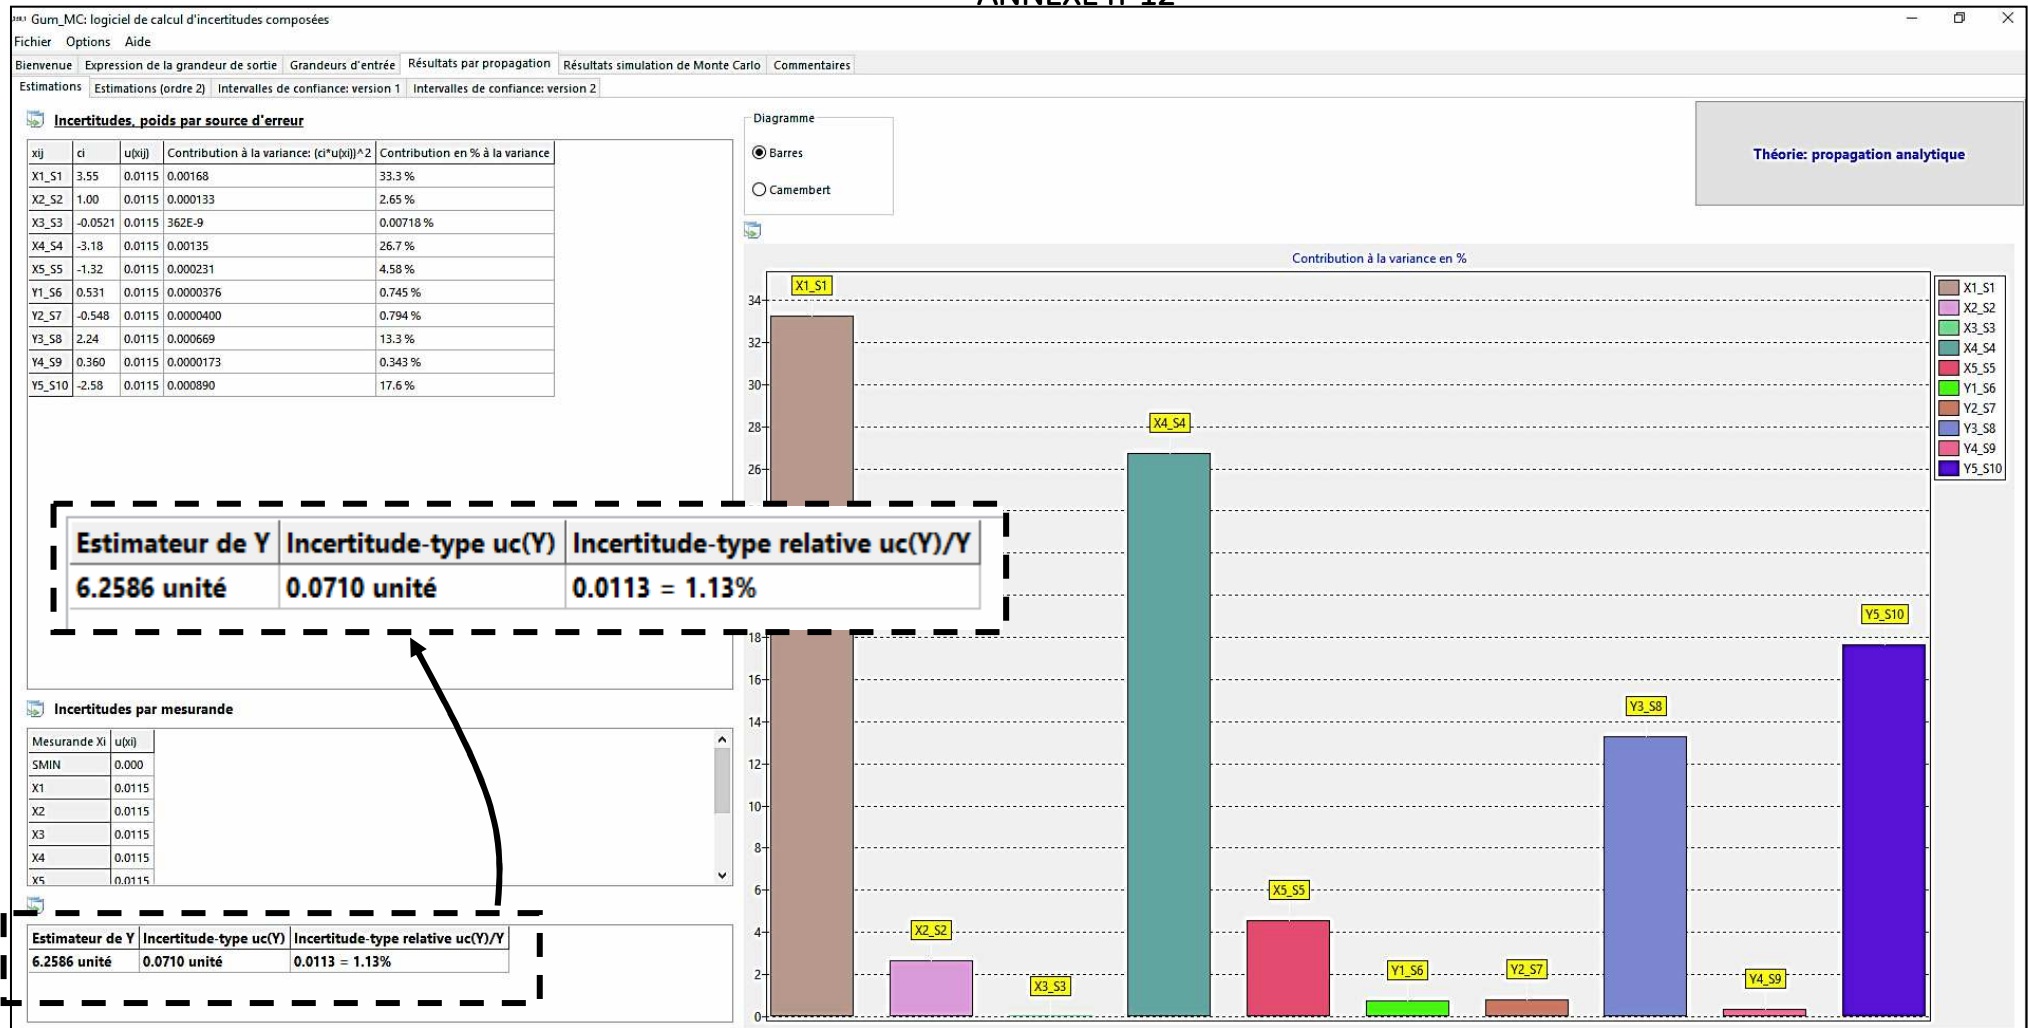 ANNEXE n°12
Gum_MC: logiciel de calcul d'incertitudes composées
Fichier Options Aide
Bienvenue Expression de la grandeur de sortie Grandeurs d'entrée Résultats par propagation Résultats simulation de Monte Carlo Commentaires
Estimations Estimations (ordre 2) Intervalles de confiance: version 1 Intervalles de confiance: version 2
Incertitudes, poids par source d'erreur
xij ci u(xij) Contribution à la variance: (ci*u(xi))^2 Contribution en % à la variance
X1_S1 3.55 0.0115 0.00168 33.3 %
X2_S2 1.00 0.0115 0.000133 2.65 %
X3_S3 -0.0521 0.0115 362E-9 0.00718 %
X4_S4 -3.18 0.0115 0.00135 26.7 %
X5_S5 -1.32 0.0115 0.000231 4.58 %
Y1_S6 0.531 0.0115 0.0000376 0.745 %
Y2_S7 -0.548 0.0115 0.0000400 0.794 %
Y3_S8 2.24 0.0115 0.000669 13.3 %
Y4_S9 0.360 0.0115 0.0000173 0.343 %
Y5_S10 -2.58 0.0115 0.000890 17.6 %
Estimateur de Y Incertitude-type uc(Y) Incertitude-type relative uc(Y)/Y
6.2586 unité 0.0710 unité 0.0113 = 1.13%
Incertitudes par mesurande
Mesurande Xi u(xi)
SMIN 0.000
X1 0.0115
X2 0.0115
X3 0.0115
X4 0.0115
X5 0.0115
Estimateur de Y Incertitude-type uc(Y) Incertitude-type relative uc(Y)/Y
6.2586 unité 0.0710 unité 0.0113 = 1.13%
Diagramme
Barres
Camembert
Théorie: propagation analytique
Contribution à la variance en %
34
32
30
28
26
18
16
14
12
10
8
6
4
2
0
X1_S1
X2_S2
X3_S3
X4_S4
X5_S5
Y1_S6
Y2_S7
Y3_S8
Y4_S9
Y5_S10
X1_S1
X2_S2
X3_S3
X4_S4
X5_S5
Y1_S6
Y2_S7
Y3_S8
Y4_S9
Y5_S10